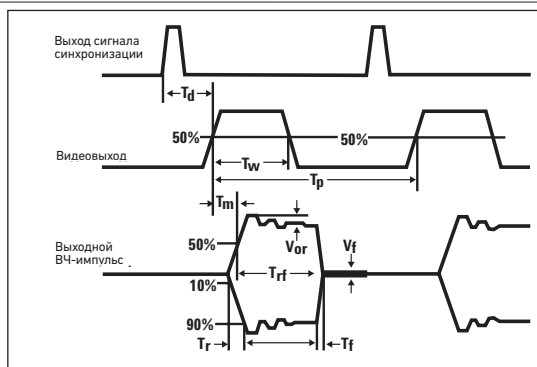 Выход сигнала
синхронизации
Td
50%
50%
Видеовыход
Tw
Tp
Tm
50%
Vor
Vf
Выходной
ВЧ-импульс
Trf
10%
90%
Tr
Tf